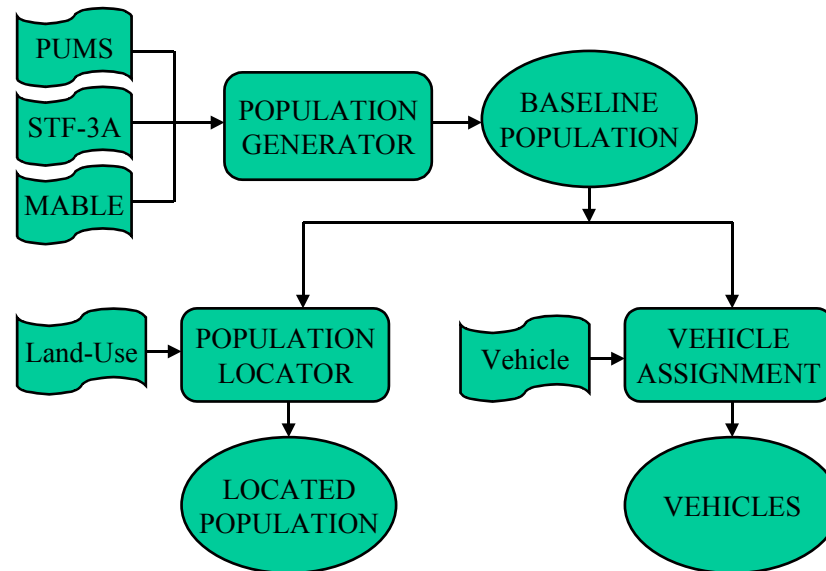 PUMS
STF-3A
MABLE
POPULATION
GENERATOR
BASELINE
POPULATION
Land-Use
POPULATION
LOCATOR
Vehicle
VEHICLE
ASSIGNMENT
LOCATED
POPULATION
VEHICLES